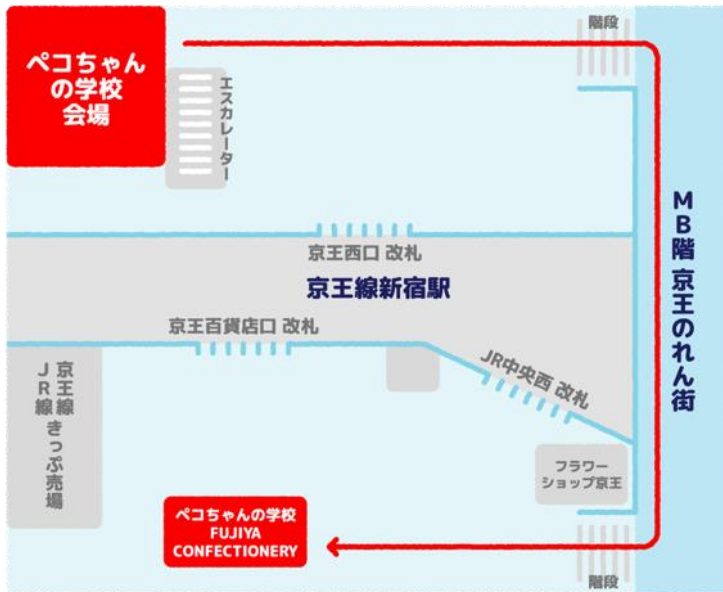 ペコちゃん
の学校
会場
階段
エスカレーター
京王西口 改札
京王線新宿駅
京王百貨店口 改札
JR中央西 改札
MB階 京王のれん街
京王線
JR線
きっぷ売場
フラワー
ショップ京王
ペコちゃんの学校
FUJIYA
CONFECTIONERY
階段